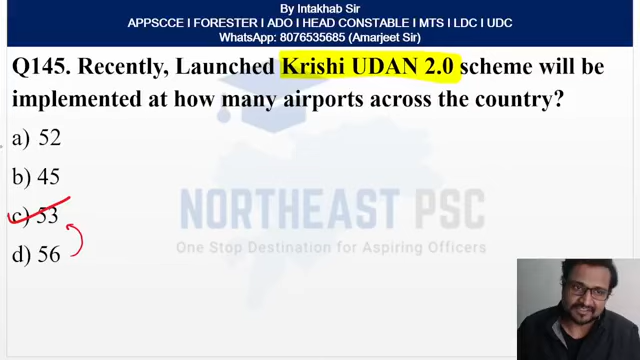 By Intakhab Sir
APPSCCE I FORESTER I ADO I HEAD CONSTABLE I MTS I LDC I UDC
WhatsApp: 8076535685 (Amarjeet Sir)
Q145. Recently, Launched Krishi UDAN 2.0 scheme will be
implemented at how many airports across the country?
a) 52
b) 45
c) 53
d) 56
NORTHEAST PSC
One Stop Destination for Aspiring Officers